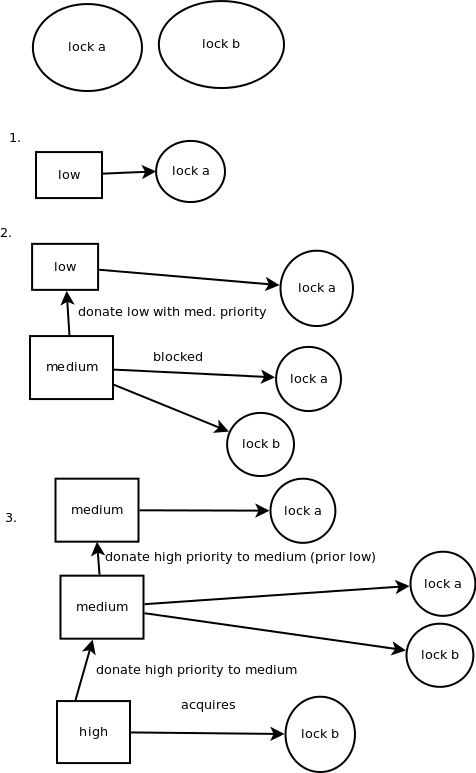 lock a
lock b
1.
low
lock a
2.
low
lock a
donate low with med. priority
blocked
medium
lock a
lock b
3.
medium
lock a
donate high priority to medium (prior low)
lock a
medium
lock b
donate high priority to medium
acquires
high
lock b